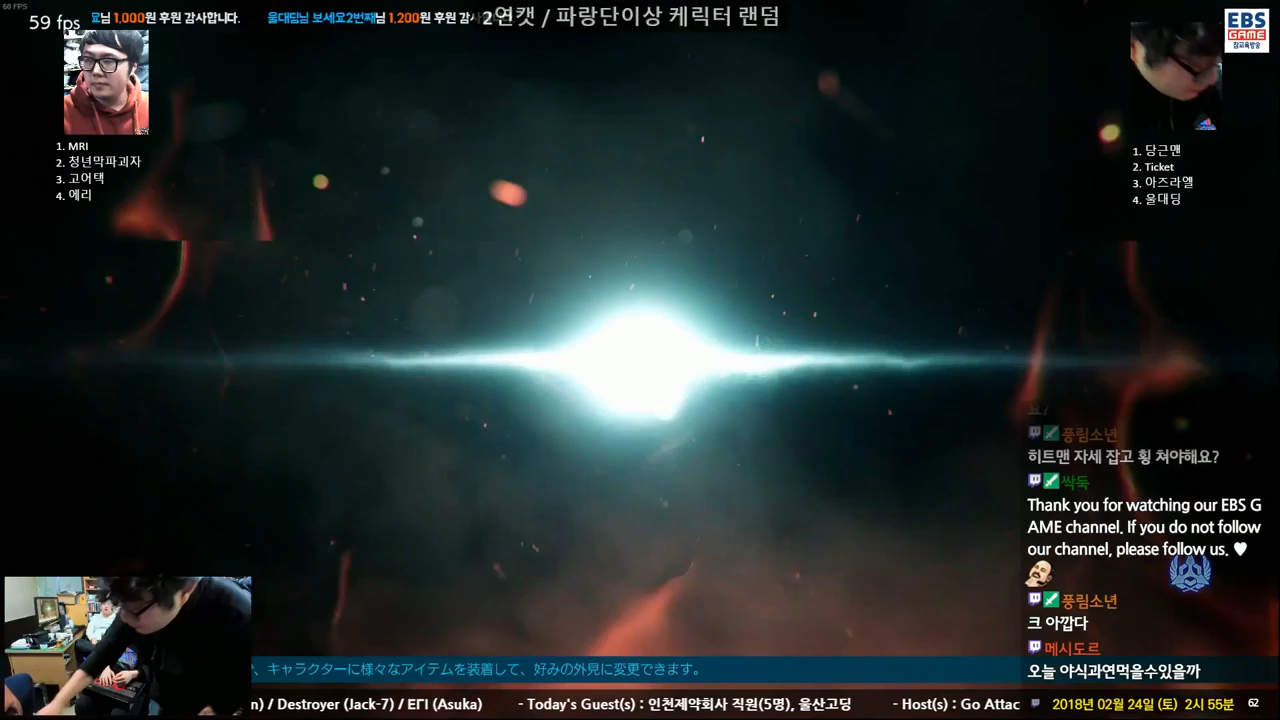 60 FPS
59 fps
님 1,000원 후원 감사합니다.
울대딤님 보세요2번째님 1,200원 후원 감사
2연캣 / 파랑단이상 케릭터 랜덤
EBS
GAME
참교육방송
1. MRI
2. 청년막파괴자
3. 고어택
4. 에리
1. 당근맨
2. Ticket
3. 아즈라엘
4. 울대딩
요?
풍림소년
히트맨 자세 잡고 횡 쳐야해요?
싹둑
Thank you for watching our EBS G
AME channel. If you do not follow
our channel, please follow us. ♥
풍림소년
크 아깝다
메시도르
오늘 야식과연먹을수있을까
、キャラクターに様々なアイテムを装着して、好みの外見に変更できます。
n) / Destroyer (Jack-7) / ΕΓΙ (Asuka) - Today's Guest(s) : 인천제약회사 직원(5명), 울산고딩 - Host(s) : Go Attac
2018년 02월 24일 (토) 2시 55분 62